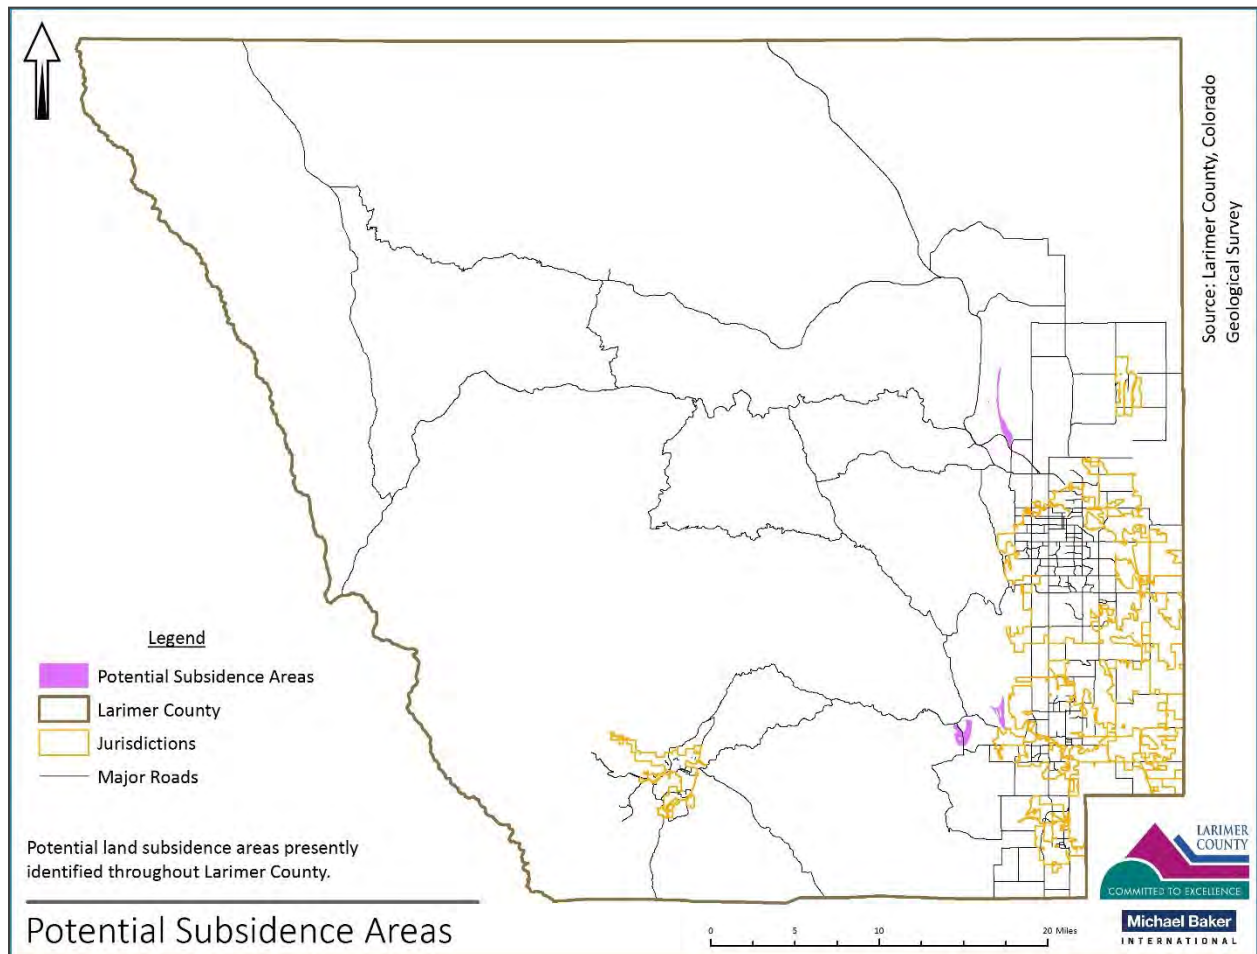 Source: Larimer County, Colorado
Geological Survey
Legend
Potential Subsidence Areas
Larimer County
Jurisdictions
Major Roads
Potential land subsidence areas presently
identified throughout Larimer County.
Potential Subsidence Areas
0 5 10 20 Miles
LARIMER
COUNTY
COMMITTED TO EXCELLENCE
Michael Baker
INTERNATIONAL